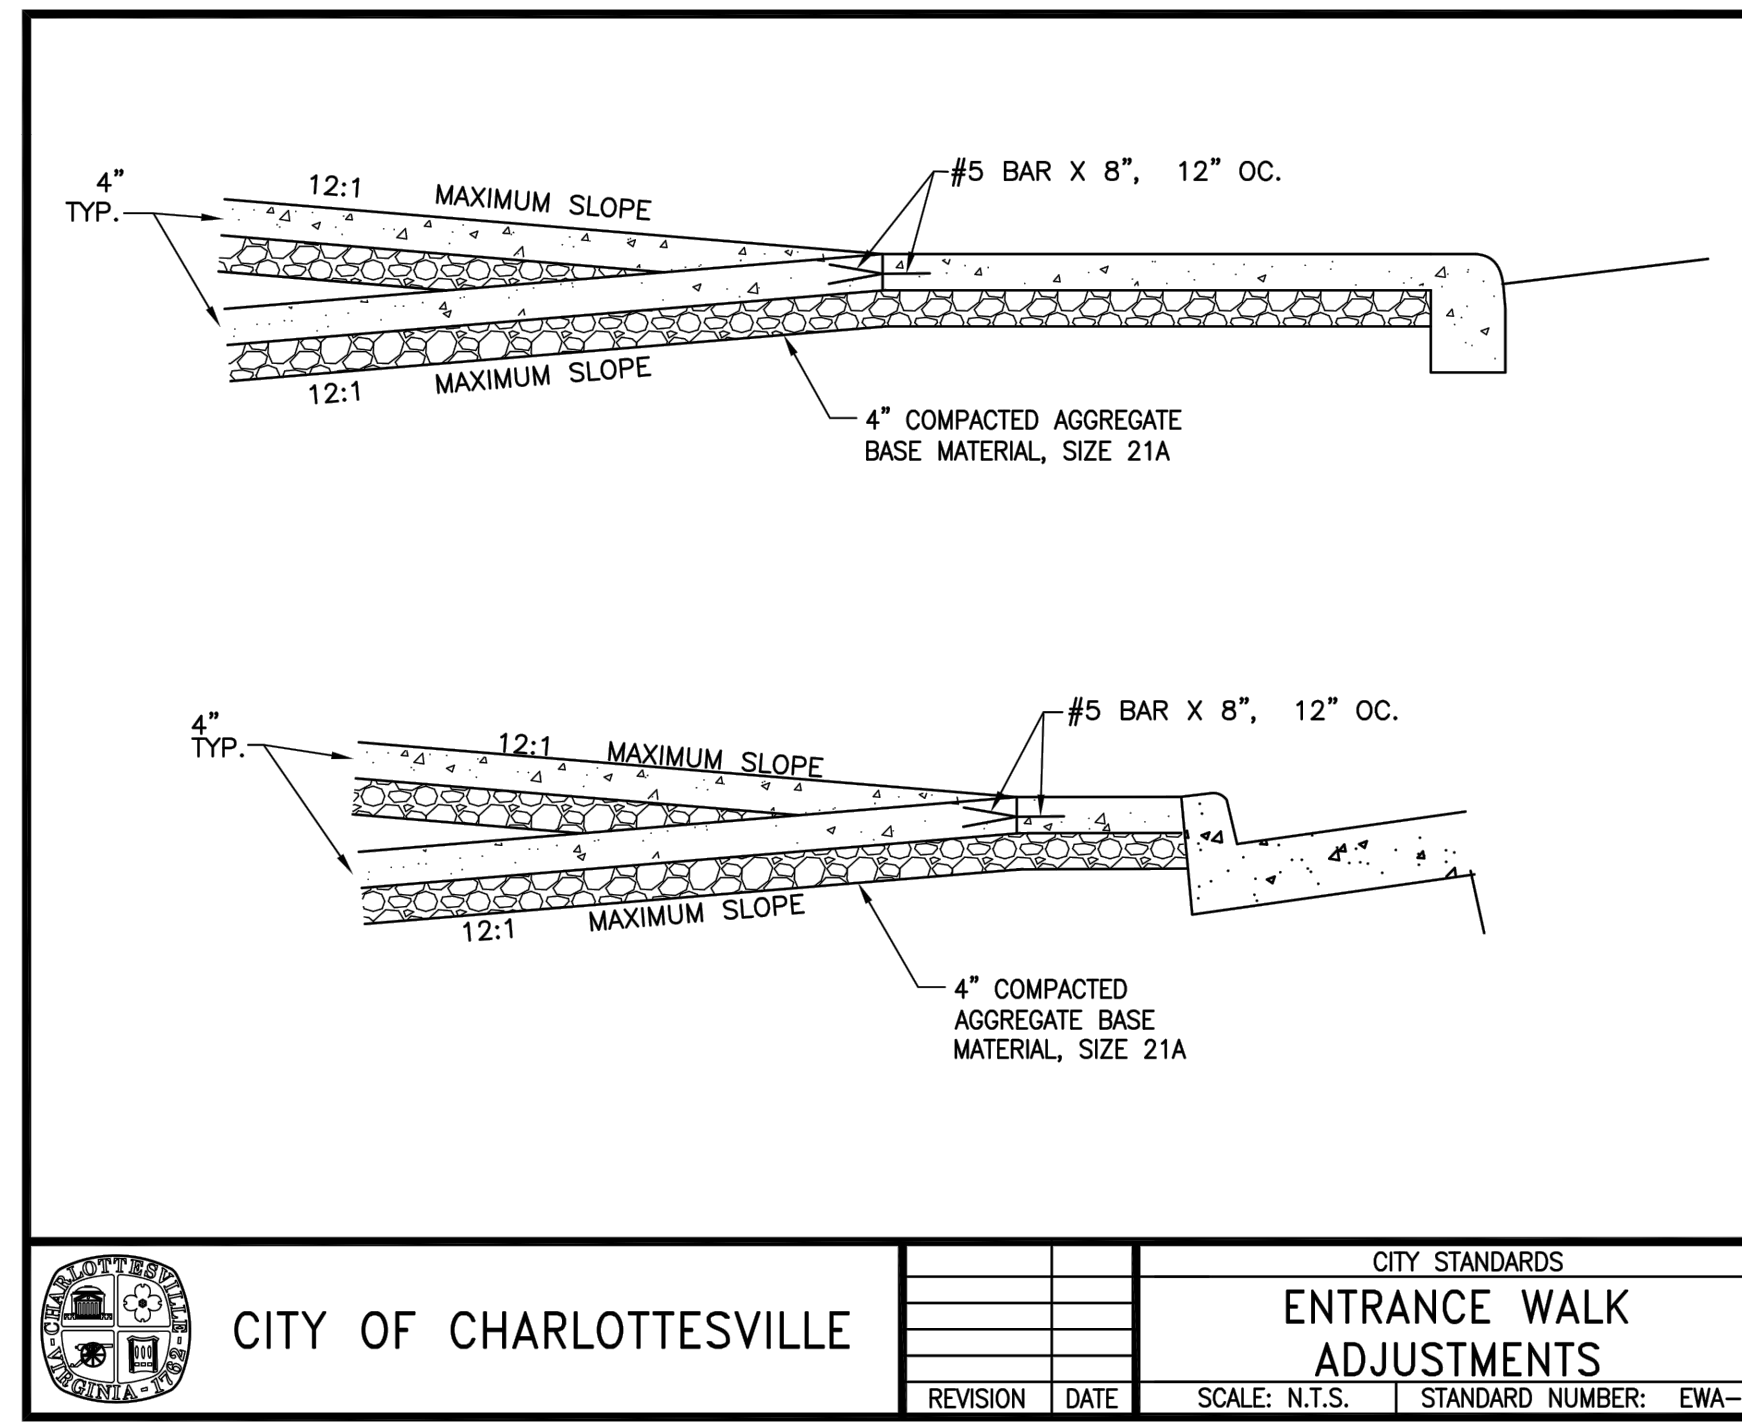 4"
TYP.
12:1
MAXIMUM SLOPE
#5 BAR X 8", 12" OC.
MAXIMUM SLOPE
12:1
4" COMPACTED AGGREGATE
BASE MATERIAL, SIZE 21A
4"
TYP.
12:1
MAXIMUM SLOPE
#5 BAR X 8", 12" OC.
MAXIMUM SLOPE
12:1
4" COMPACTED
AGGREGATE BASE
MATERIAL, SIZE 21A
CHARLOTTESVILLE
-VIRGINIA-1762-
CITY OF CHARLOTTESVILLE
REVISION DATE
CITY STANDARDS
ENTRANCE WALK
ADJUSTMENTS
SCALE: N.T.S.
STANDARD NUMBER: EWA-